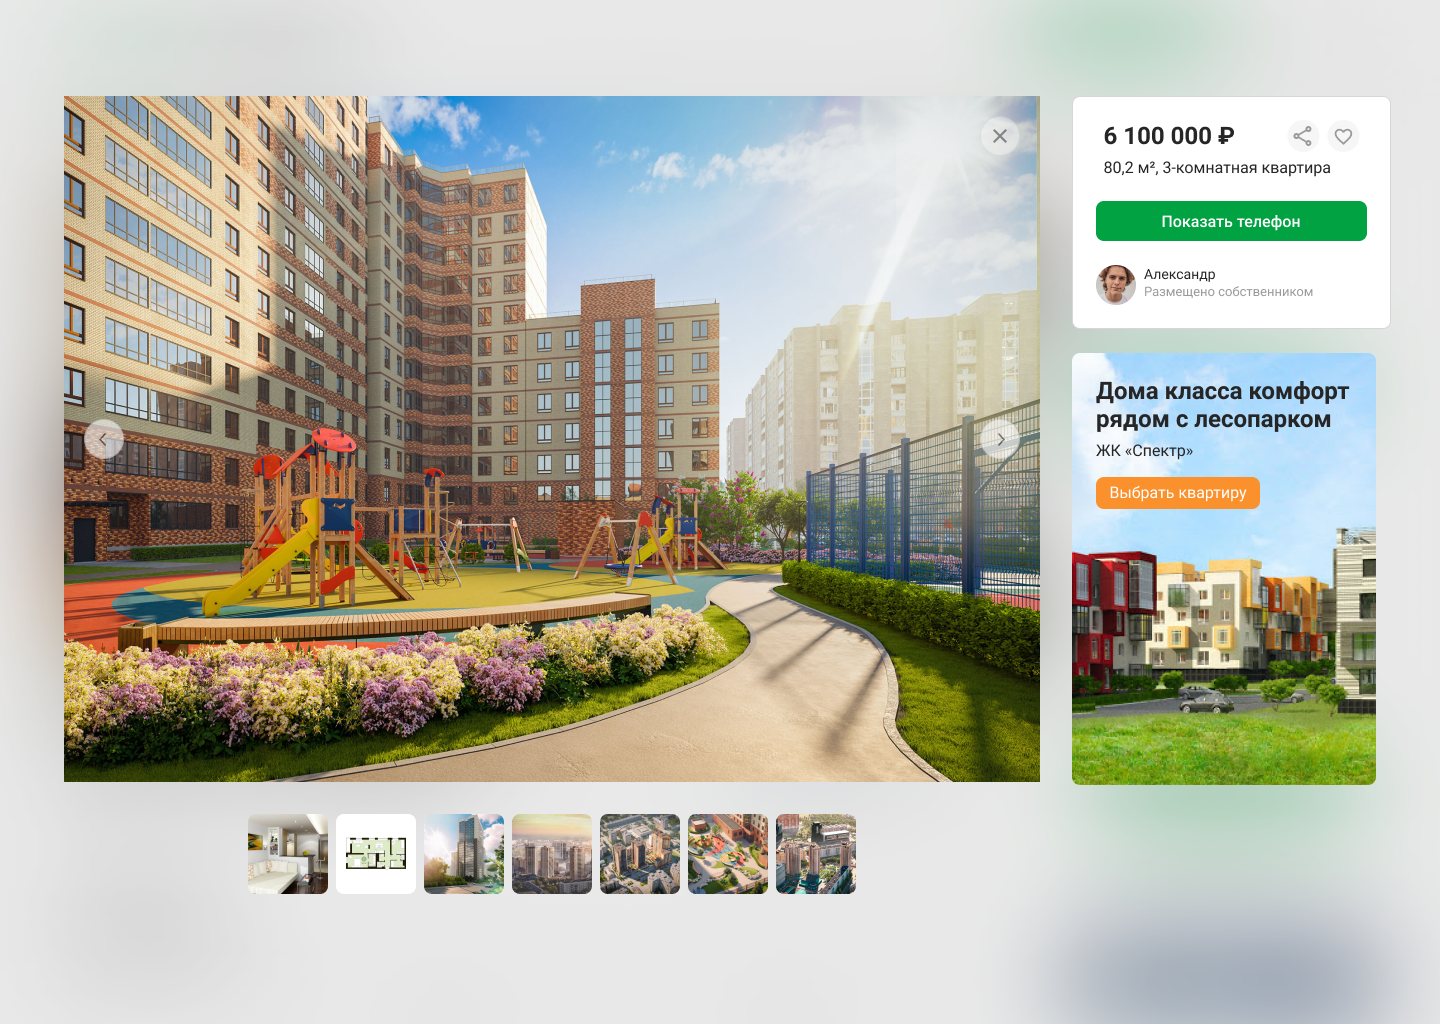 6 100 000 ₽
80,2 м², 3-комнатная квартира
Показать телефон
Александр
Размещено собственником
Дома класса комфорт
рядом с лесопарком
ЖК «Спектр»
Выбрать квартиру